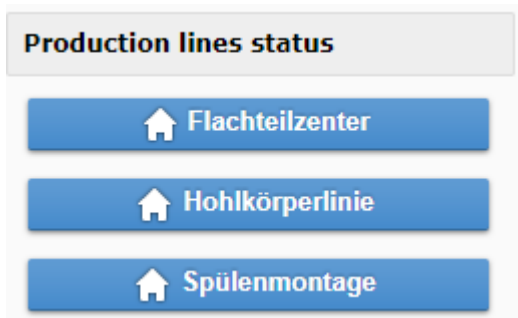 Production lines status
Flachteilzenter
Hohlkörperlinie
Spülenmontage